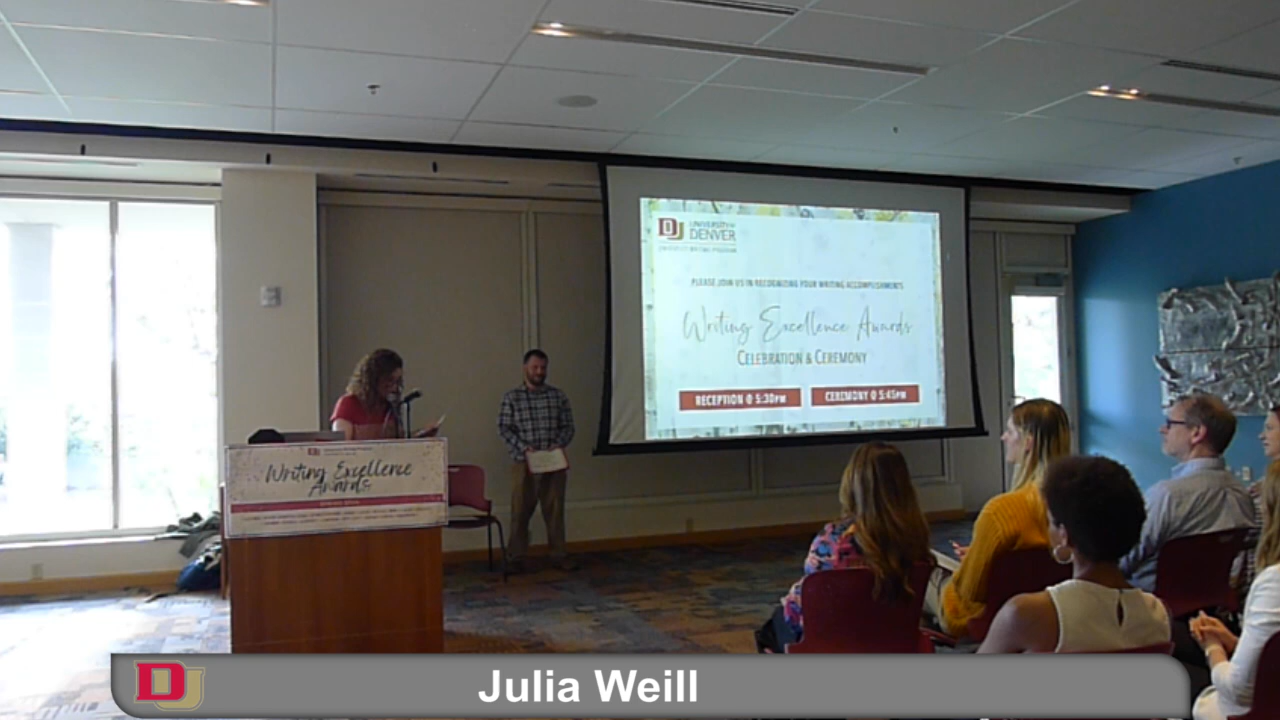 DU
UNIVERSITY of
DENVER
UNIVERSITY WRITING PROGRAM
PLEASE JOIN US IN RECOGNIZING YOUR WRITING ACCOMPLISHMENTS
Writing Excellence Awards
CELEBRATION & CEREMONY
RECEPTION @ 5:30PM
CEREMONY @ 5:45PM
Writing Excellence
Awards
DU
Julia Weill